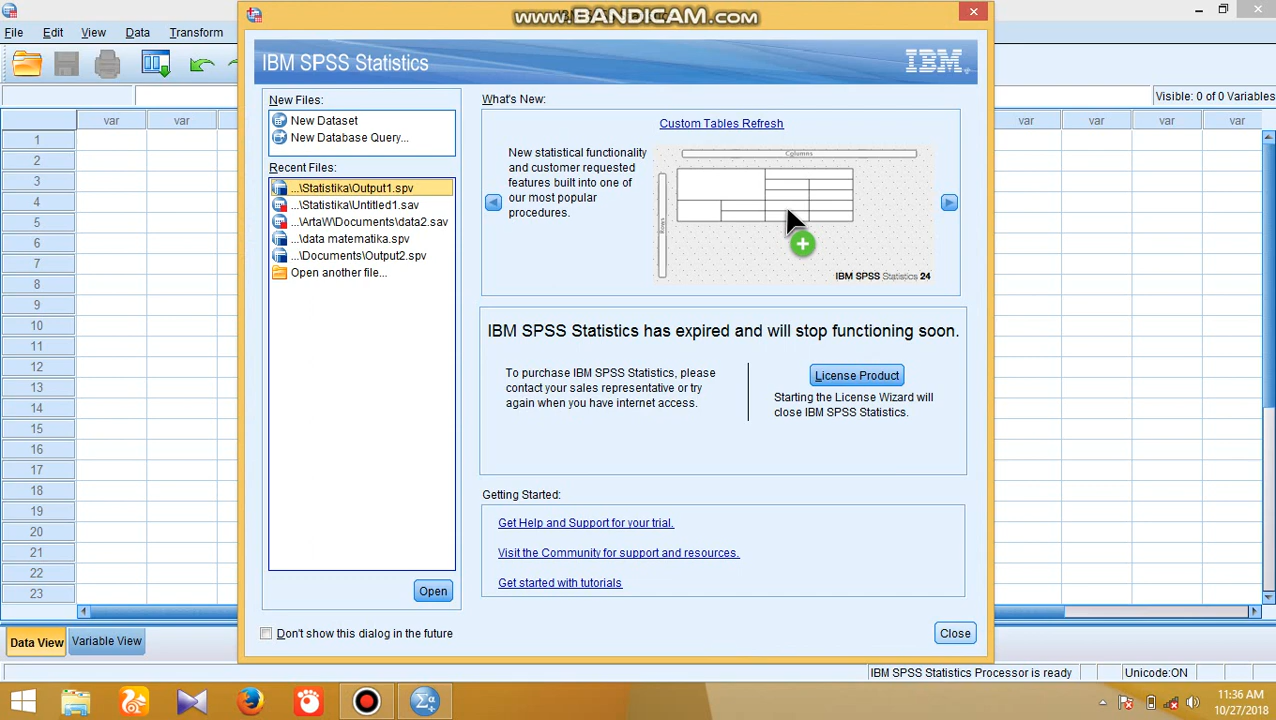 www.BANDICAM.com
File Edit View Data Transform
IBM SPSS Statistics
IBM
New Files:
New Dataset
New Database Query...
Recent Files:
...\Statistika\Output1.spv
...\Statistika\Untitled1.sav
...\ArtaW\Documents\data2.sav
...\data matematika.spv
...\Documents\Output2.spv
Open another file...
Open
Don't show this dialog in the future
What's New:
Custom Tables Refresh
New statistical functionality
and customer requested
features built into one of
our most popular
procedures.
Columns
Rows
IBM SPSS Statistics 24
IBM SPSS Statistics has expired and will stop functioning soon.
To purchase IBM SPSS Statistics, please
contact your sales representative or try
again when you have internet access.
License Product
Starting the License Wizard will
close IBM SPSS Statistics.
Getting Started:
Get Help and Support for your trial.
Visit the Community for support and resources.
Get started with tutorials
Close
Visible: 0 of 0 Variables
var var var var var var
1
2
3
4
5
6
7
8
9
10
11
12
13
14
15
16
17
18
19
20
21
22
23
Data View Variable View
IBM SPSS Statistics Processor is ready Unicode:ON
11:36 AM
10/27/2018